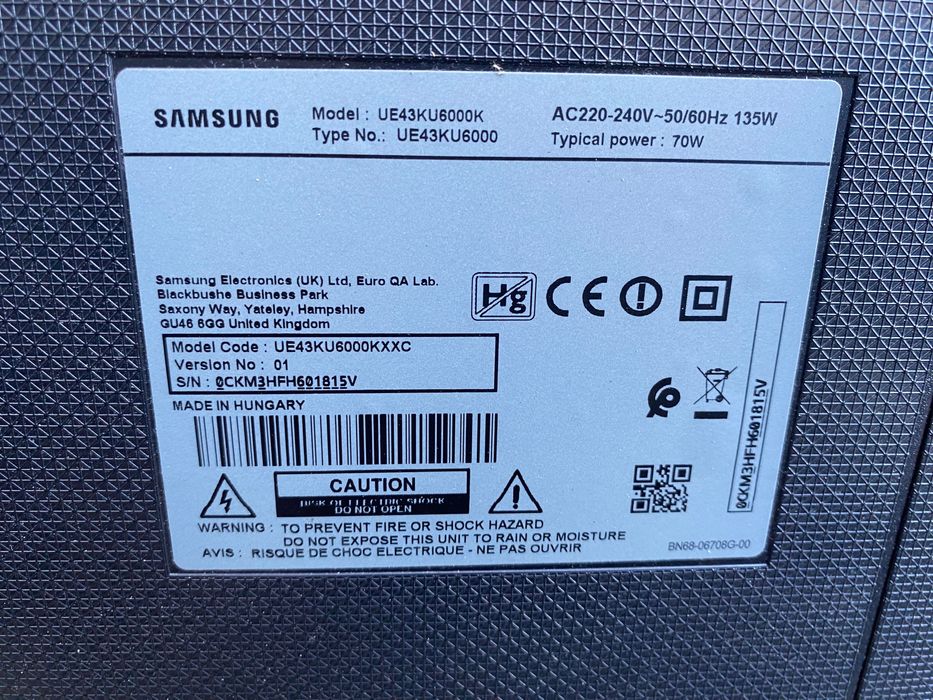 SAMSUNG
Model : UE43KU6000K
Type No.: UE43KU6000
AC220-240V~50/60Hz 135W
Typical power : 70W
Samsung Electronics (UK) Ltd, Euro QA Lab.
Blackbushe Business Park
Saxony Way, Yateley, Hampshire
GU46 6GG United Kingdom
Hg CE
Model Code : UE43KU6000KXXC
Version No : 01
S/N : 0CKM3HFH601815V
MADE IN HUNGARY
0CKM3HFH601815V
CAUTION
RISK OF ELECTRIC SHOCK
DO NOT OPEN
WARNING : TO PREVENT FIRE OR SHOCK HAZARD
DO NOT EXPOSE THIS UNIT TO RAIN OR MOISTURE
AVIS : RISQUE DE CHOC ELECTRIQUE - NE PAS OUVRIR
BN68-06708G-00